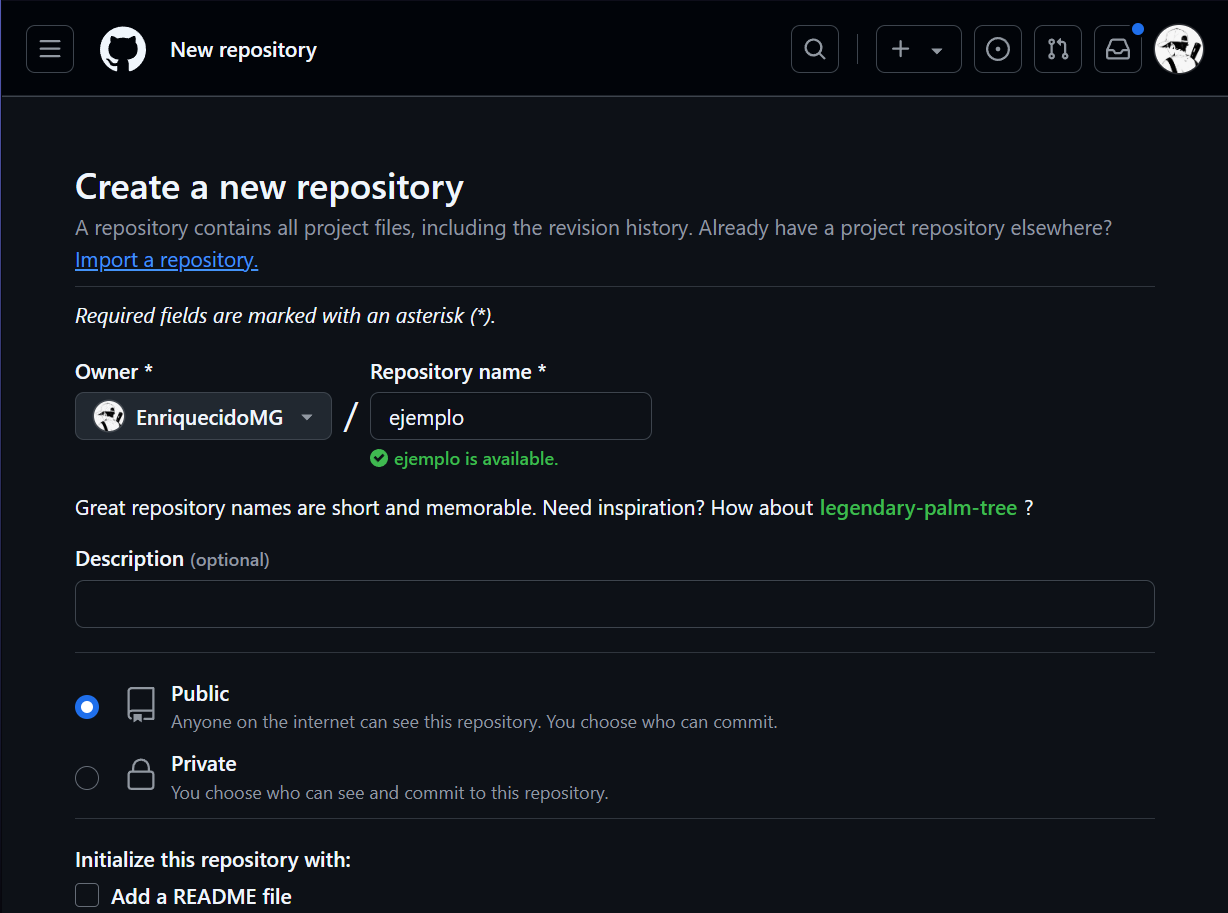 New repository
Create a new repository
A repository contains all project files, including the revision history. Already have a project repository elsewhere?
Import a repository.
Required fields are marked with an asterisk (*).
Owner *
Repository name *
EnriquecidoMG
/
ejemplo
ejemplo is available.
Great repository names are short and memorable. Need inspiration? How about legendary-palm-tree ?
Description (optional)
Public
Anyone on the internet can see this repository. You choose who can commit.
Private
You choose who can see and commit to this repository.
Initialize this repository with:
Add a README file